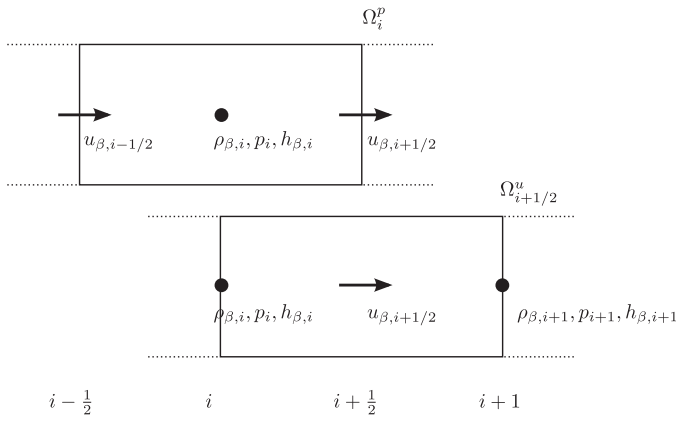 Ω_i^p
u_{β,i−1/2} ρ_{β,i}, p_i, h_{β,i} u_{β,i+1/2}
Ω_{i+1/2}^u
ρ_{β,i}, p_i, h_{β,i} u_{β,i+1/2} ρ_{β,i+1}, p_{i+1}, h_{β,i+1}
i − 1/2 i i + 1/2 i + 1